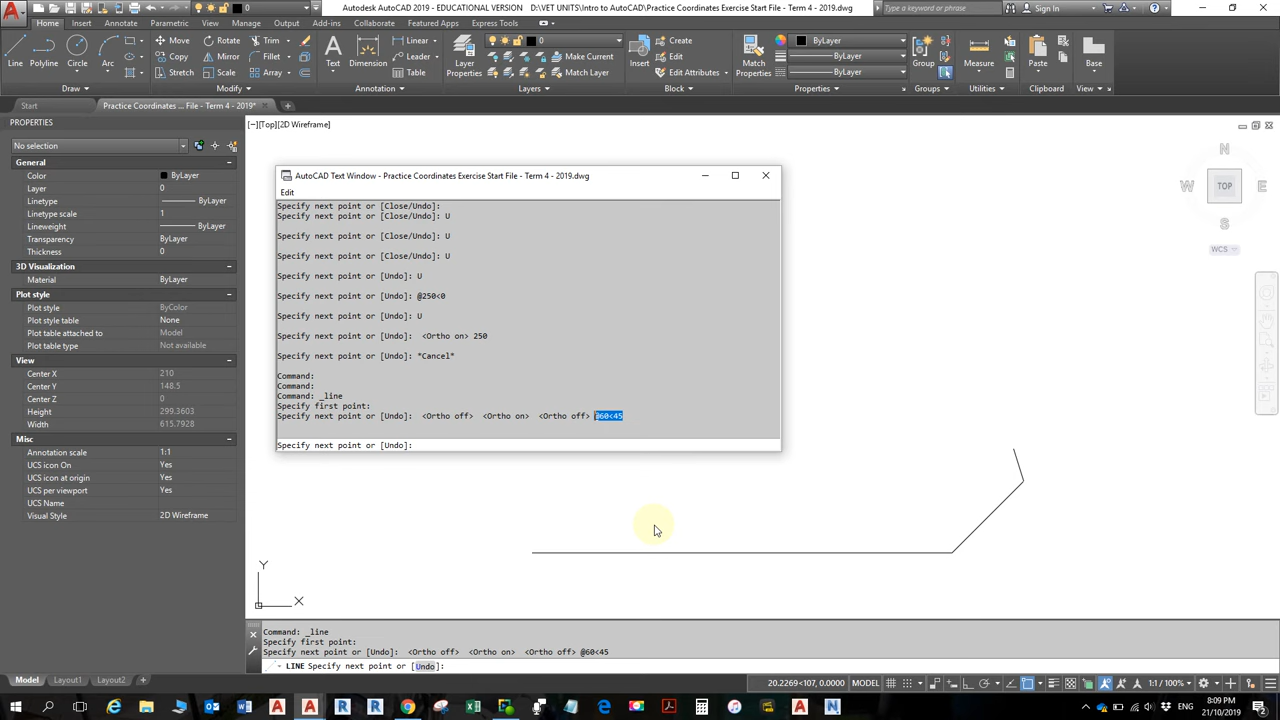 Autodesk AutoCAD 2019 - EDUCATIONAL VERSION D:\VET UNITS\Intro to AutoCAD\Practice Coordinates Exercise Start File - Term 4 - 2019.dwg
Type a keyword or phrase
Sign In
0
Home Insert Annotate Parametric View Manage Output Add-ins Collaborate Featured Apps Express Tools
Line Polyline Circle Arc
Move Rotate Trim
Copy Mirror Fillet
Stretch Scale Array
Text Dimension
Linear
Leader
Table
Layer Properties
0
Make Current
Match Layer
Insert
Create
Edit
Edit Attributes
Match Properties
ByLayer
ByLayer
ByLayer
Group
Measure
Paste
Base
Draw Modify Annotation Layers Block Properties Groups Utilities Clipboard View
Start Practice Coordinates ... File - Term 4 - 2019*
PROPERTIES
No selection
General
Color ByLayer
Layer 0
Linetype ByLayer
Linetype scale 1
Lineweight ByLayer
Transparency ByLayer
Thickness 0
3D Visualization
Material ByLayer
Plot style
Plot style ByColor
Plot style table None
Plot table attached to Model
Plot table type Not available
View
Center X 210
Center Y 148.5
Center Z 0
Height 299.3603
Width 615.7928
Misc
Annotation scale 1:1
UCS icon On Yes
UCS icon at origin Yes
UCS per viewport Yes
UCS Name
Visual Style 2D Wireframe
[−][Top][2D Wireframe]
N
W TOP E
S
WCS
AutoCAD Text Window - Practice Coordinates Exercise Start File - Term 4 - 2019.dwg
Edit
Specify next point or [Close/Undo]:
Specify next point or [Close/Undo]: U
Specify next point or [Close/Undo]: U
Specify next point or [Close/Undo]: U
Specify next point or [Undo]: U
Specify next point or [Undo]: @250<0
Specify next point or [Undo]: U
Specify next point or [Undo]: <Ortho on> 250
Specify next point or [Undo]: *Cancel*
Command:
Command:
Command: _line
Specify first point:
Specify next point or [Undo]: <Ortho off> <Ortho on> <Ortho off> @60<45
Specify next point or [Undo]:
Y
X
Command: _line
Specify first point:
Specify next point or [Undo]: <Ortho off> <Ortho on> <Ortho off> @60<45
LINE Specify next point or [Undo]:
Model Layout1 Layout2
20.2269<107, 0.0000 MODEL
1:1 / 100%
ENG
8:09 PM
21/10/2019